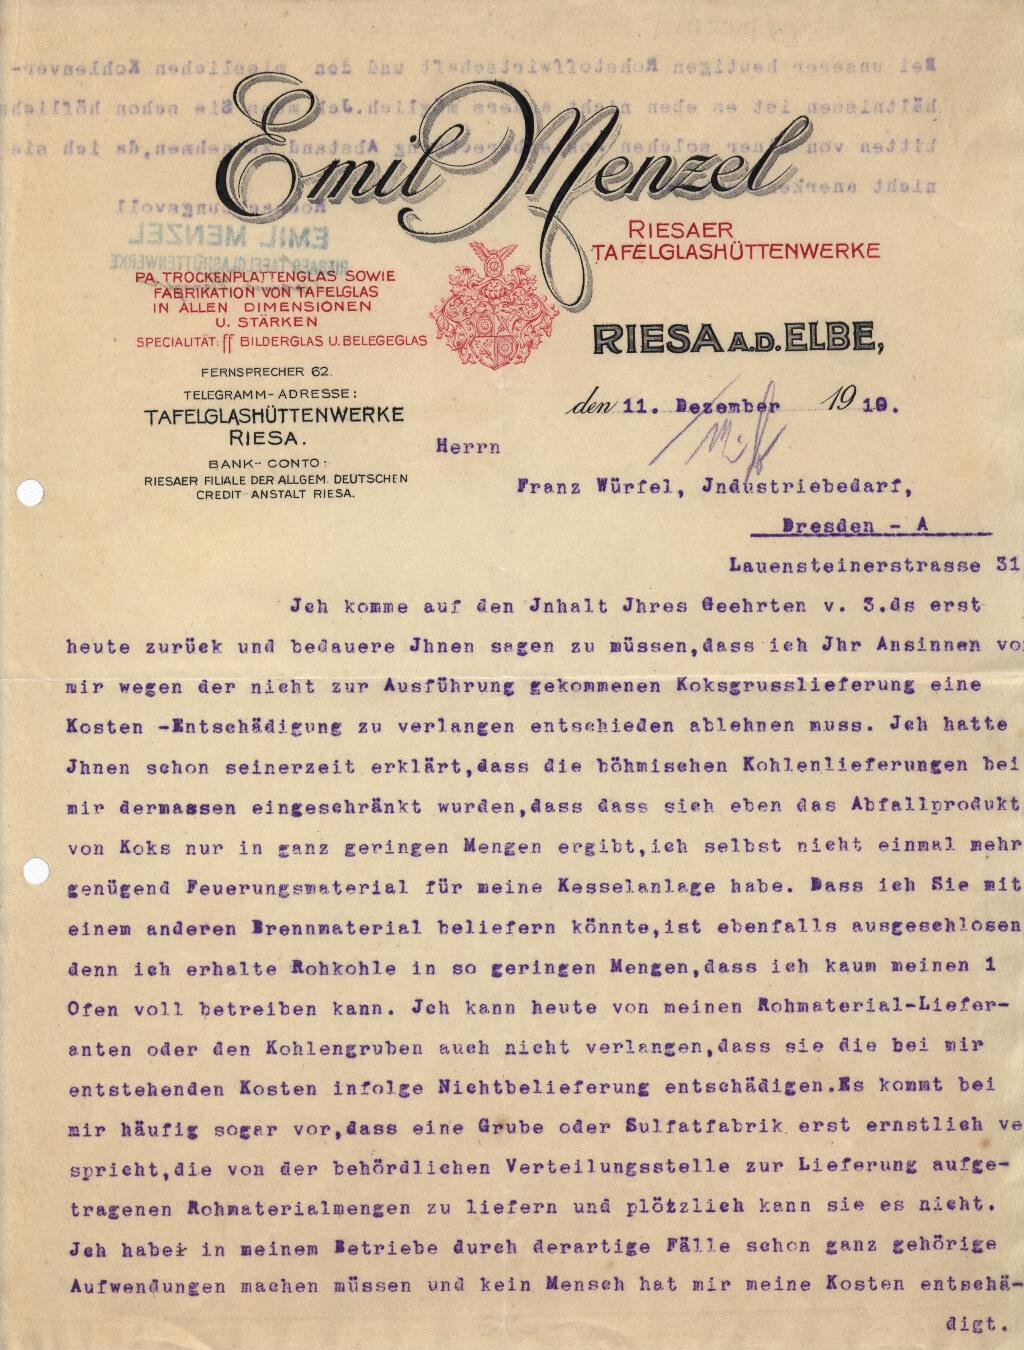 Emil Menzel
RIESAER
TAFELGLASHÜTTENWERKE
PA. TROCKENPLATTENGLAS SOWIE
FABRIKATION VON TAFELGLAS
IN ALLEN DIMENSIONEN
U. STÄRKEN
SPECIALITÄT: ff BILDERGLAS U. BELEGEGLAS
RIESA A.D. ELBE,
FERNSPRECHER 62.
TELEGRAMM-ADRESSE:
TAFELGLASHÜTTENWERKE
RIESA.
BANK-CONTO:
RIESAER FILIALE DER ALLGEM. DEUTSCHEN
CREDIT-ANSTALT RIESA.
den 11. Dezember 1919.
Herrn
Franz Würfel, Jndustriebedarf,
Dresden - A
Lauensteinerstrasse 31
Jch komme auf den Jnhalt Jhres Geehrten v. 3.ds erst
heute zurück und bedauere Jhnen sagen zu müssen,dass ich Jhr Ansinnen vo
mir wegen der nicht zur Ausführung gekommenen Koksgrusslieferung eine
Kosten -Entschädigung zu verlangen entschieden ablehnen muss. Jch hatte
Jhnen schon seinerzeit erklärt,dass die böhmischen Kohlenlieferungen bei
mir dermassen eingeschränkt wurden,dass dass sich eben das Abfallprodukt
von Koks nur in ganz geringen Mengen ergibt,ich selbst nicht einmal mehr
genügend Feuerungsmaterial für meine Kesselanlage habe. Dass ich Sie mit
einem anderen Brennmaterial beliefern könnte,ist ebenfalls ausgeschlosen
denn ich erhalte Rohkohle in so geringen Mengen,dass ich kaum meinen 1
Ofen voll betreiben kann. Jch kann heute von meinen Rohmaterial-Liefer-
anten oder den Kohlengruben auch nicht verlangen,dass sie die bei mir
entstehenden Kosten infolge Nichtbelieferung entschädigen.Es kommt bei
mir häufig sogar vor,dass eine Grube oder Sulfatfabrik erst ernstlich ve
spricht,die von der behördlichen Verteilungsstelle zur Lieferung aufge-
tragenen Rohmaterialmengen zu liefern und plötzlich kann sie es nicht.
Jch habe in meinem Betriebe durch derartige Fälle schon ganz gehörige
Aufwendungen machen müssen und kein Mensch hat mir meine Kosten entschä-
digt.